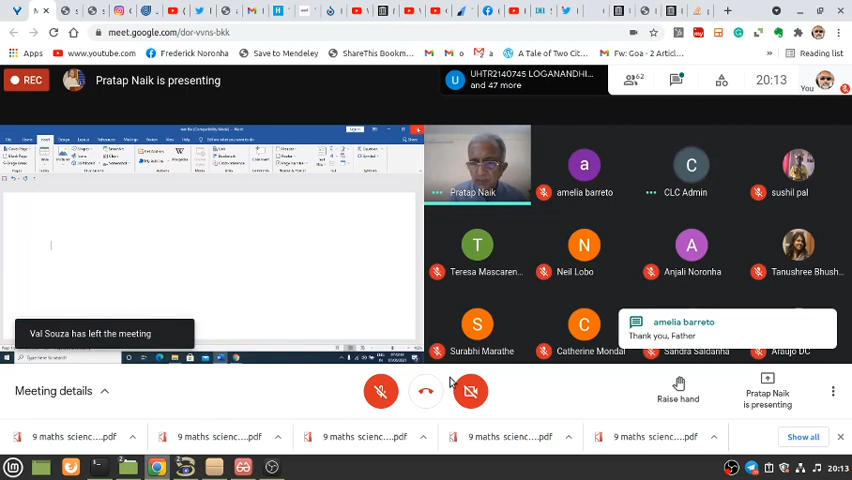 meet.google.com/dor-vvns-bkk
Apps
www.youtube.com
Frederick Noronha
Save to Mendeley
ShareThis Bookm...
A Tale of Two Cit...
Fw: Goa - 2 Articl...
Reading list
REC
Pratap Naik is presenting
UHTR2140745 LOGANANDHI...
and 47 more
62
20:13
You
Pratap Naik
amelia barreto
CLC Admin
sushil pal
Teresa Mascaren...
Neil Lobo
Anjali Noronha
Tanushree Bhush...
Surabhi Marathe
Catherine Mondal
Sandra Saldanha
Araujo DC
amelia barreto
Thank you, Father
Val Souza has left the meeting
Meeting details
Raise hand
Pratap Naik
is presenting
9 maths scienc....pdf
9 maths scienc....pdf
9 maths scienc....pdf
9 maths scienc....pdf
9 maths scienc....pdf
Show all
20:13